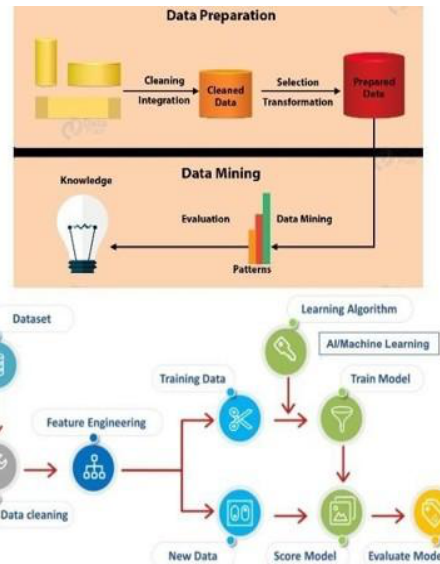 Data Preparation
Cleaning
Integration
Cleaned
Data
Selection
Transformation
Prepared
Data
Data Mining
Knowledge
Evaluation
Data Mining
Patterns
Learning Algorithm
Dataset
AI/Machine Learning
Training Data
Train Model
Feature Engineering
Data cleaning
New Data
Score Model
Evaluate Model